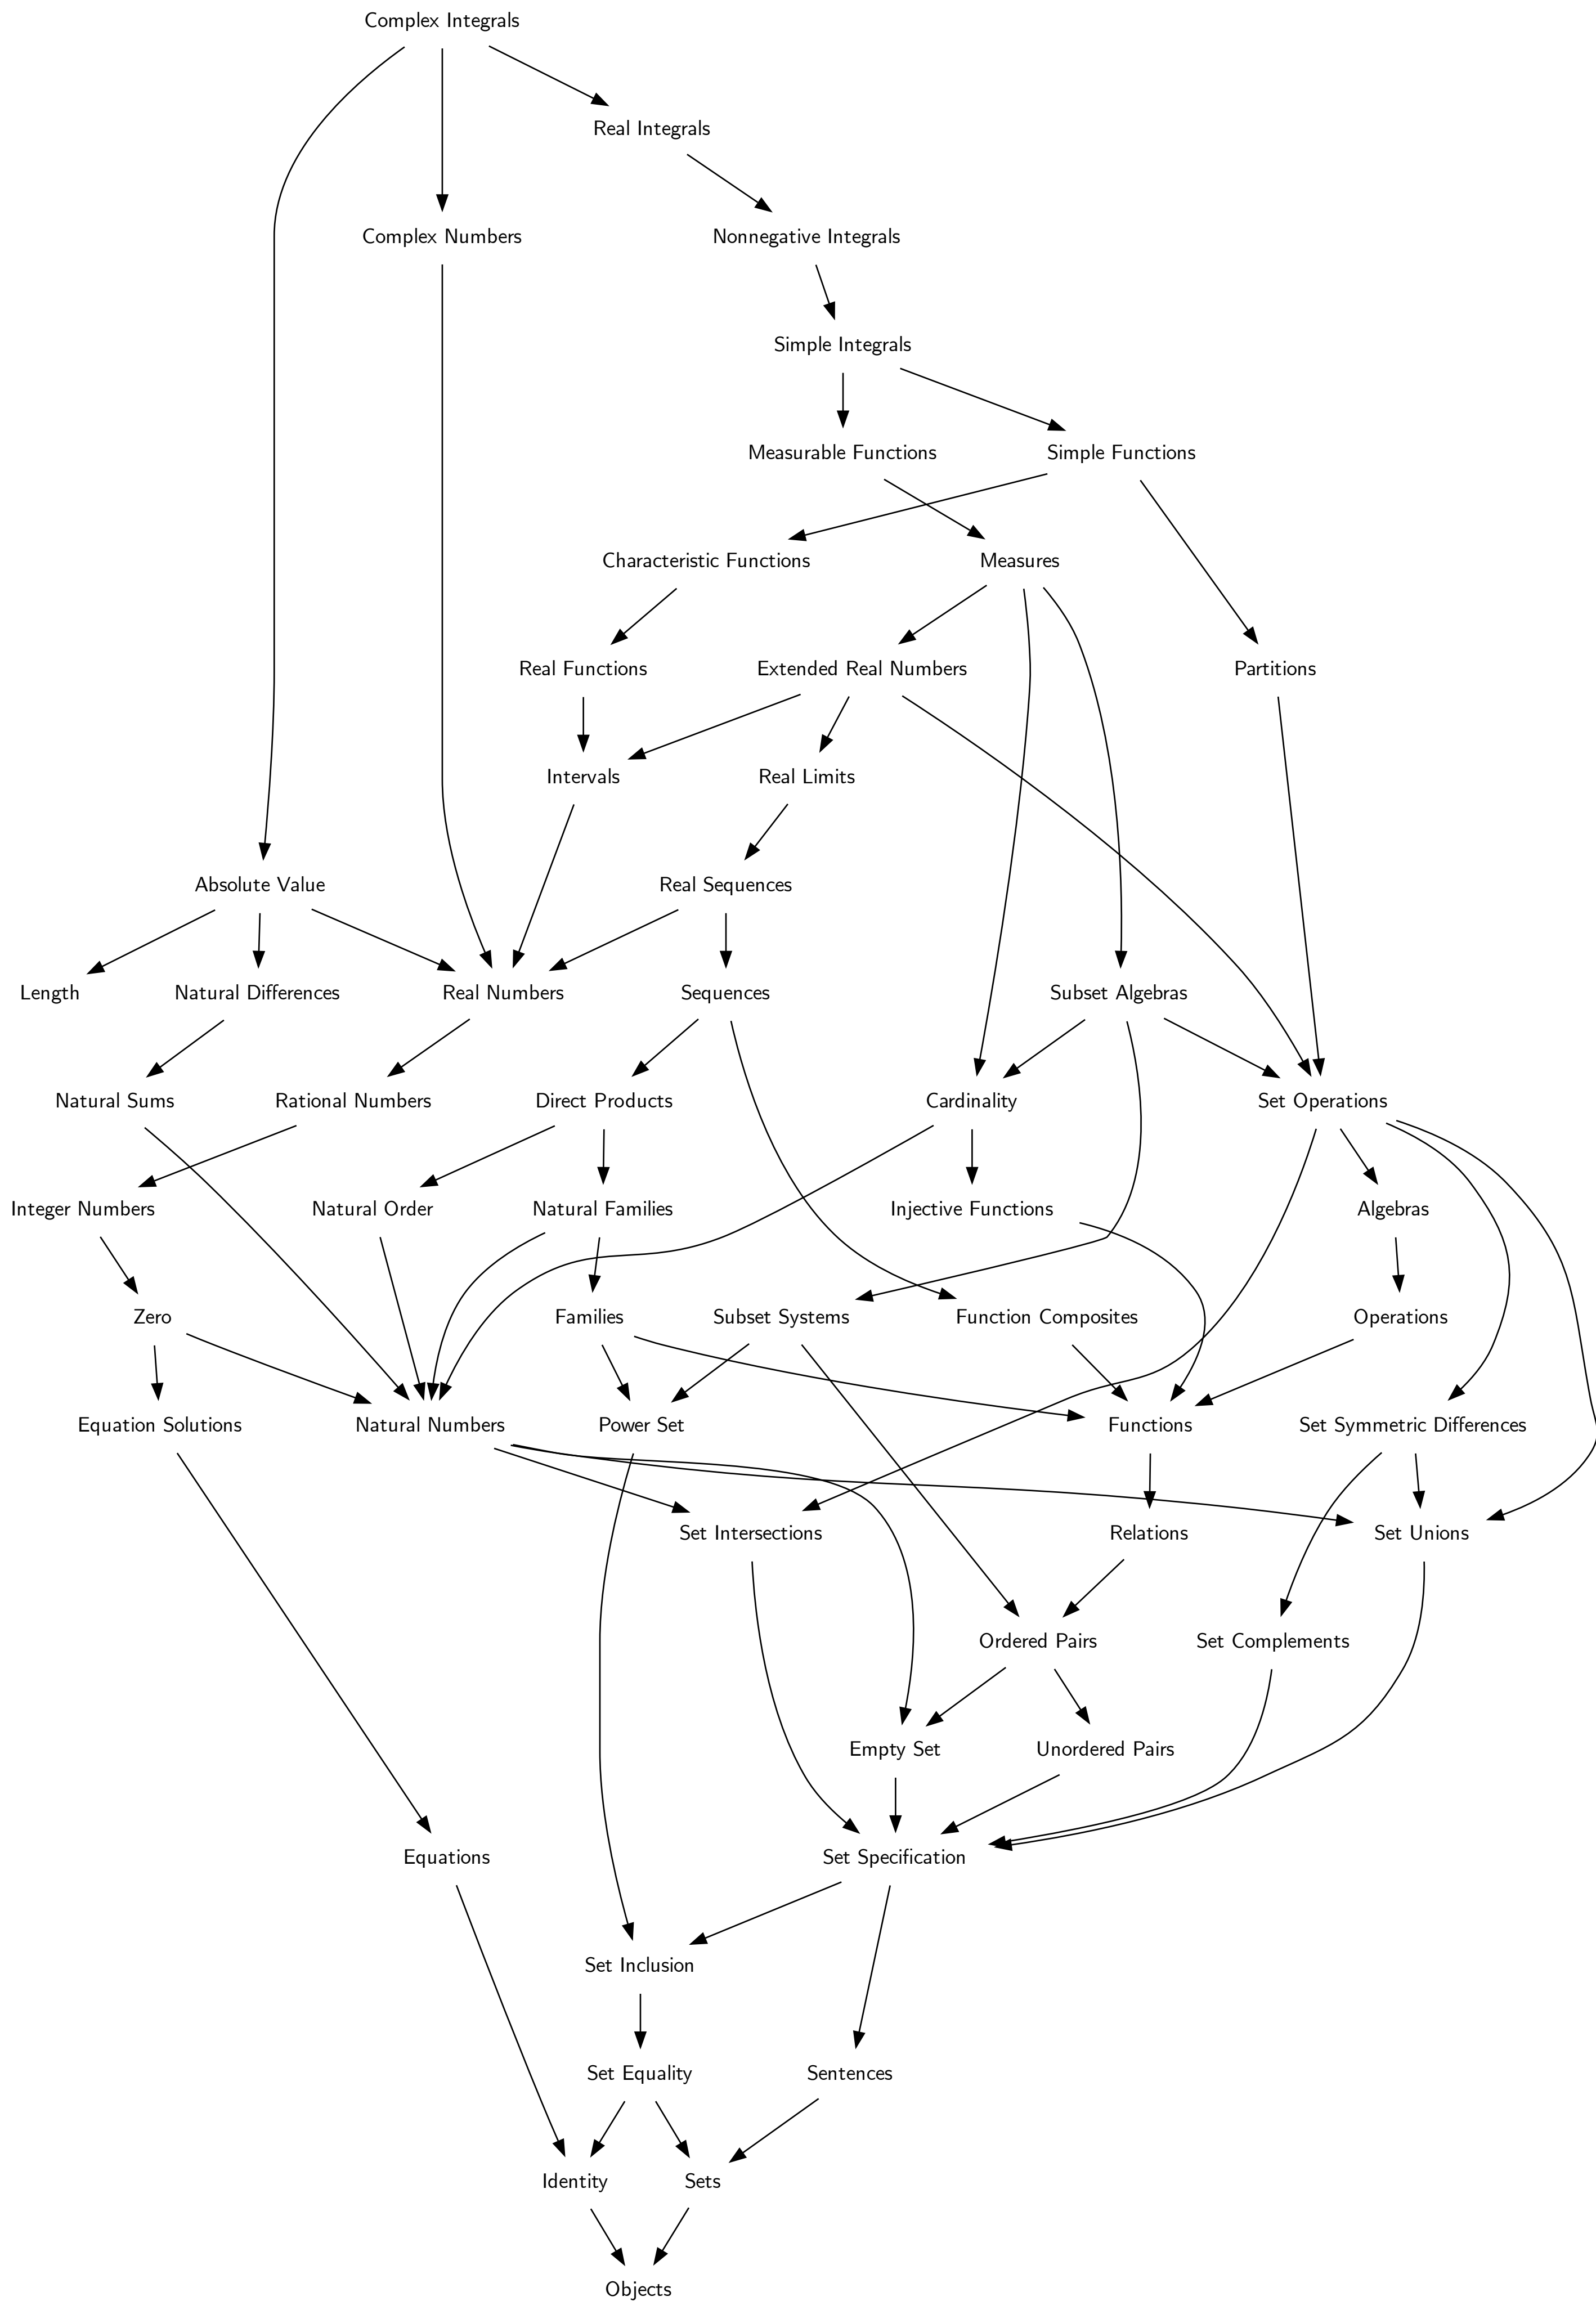 Complex Integrals
Real Integrals
Complex Numbers
Nonnegative Integrals
Simple Integrals
Measurable Functions
Simple Functions
Characteristic Functions
Measures
Real Functions
Extended Real Numbers
Partitions
Intervals
Real Limits
Absolute Value
Real Sequences
Length
Natural Differences
Real Numbers
Sequences
Subset Algebras
Natural Sums
Rational Numbers
Direct Products
Cardinality
Set Operations
Integer Numbers
Natural Order
Natural Families
Injective Functions
Algebras
Zero
Families
Subset Systems
Function Composites
Operations
Equation Solutions
Natural Numbers
Power Set
Functions
Set Symmetric Differences
Set Intersections
Relations
Set Unions
Ordered Pairs
Set Complements
Empty Set
Unordered Pairs
Equations
Set Specification
Set Inclusion
Set Equality
Sentences
Identity
Sets
Objects